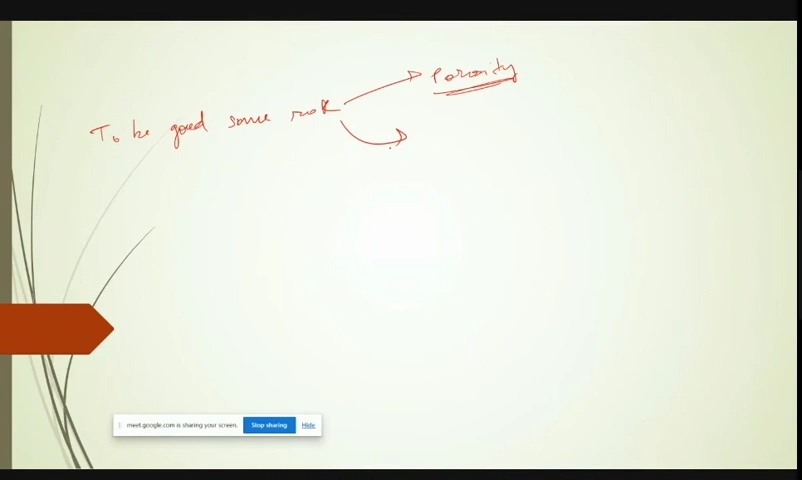 Porosity
To be good source rock
meet.google.com is sharing your screen. Stop sharing Hide